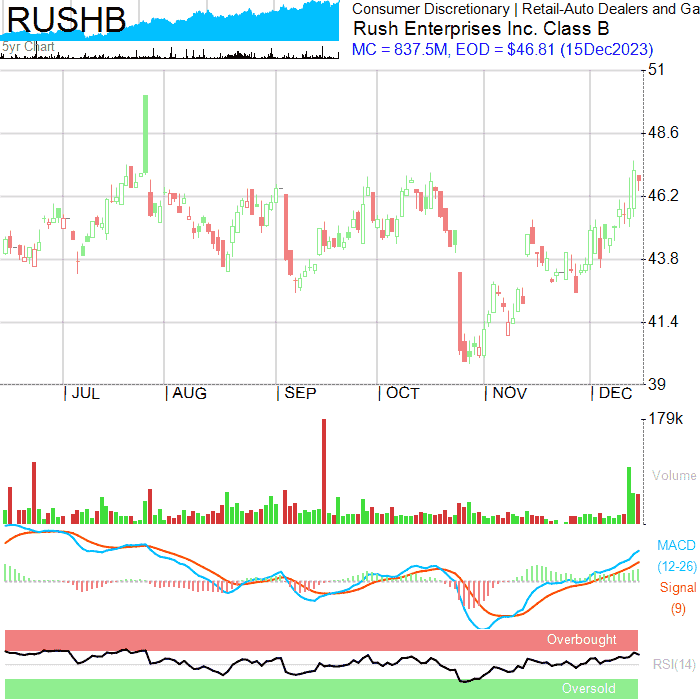 RUSHB
5yr Chart
Consumer Discretionary | Retail-Auto Dealers and Ga
Rush Enterprises Inc. Class B
MC = 837.5M, EOD = $46.81 (15Dec2023)
51
48.6
46.2
43.8
41.4
39
| JUL | AUG | SEP | OCT | NOV | DEC
179k
Volume
MACD
(12-26)
Signal
(9)
Overbought
RSI(14)
Oversold